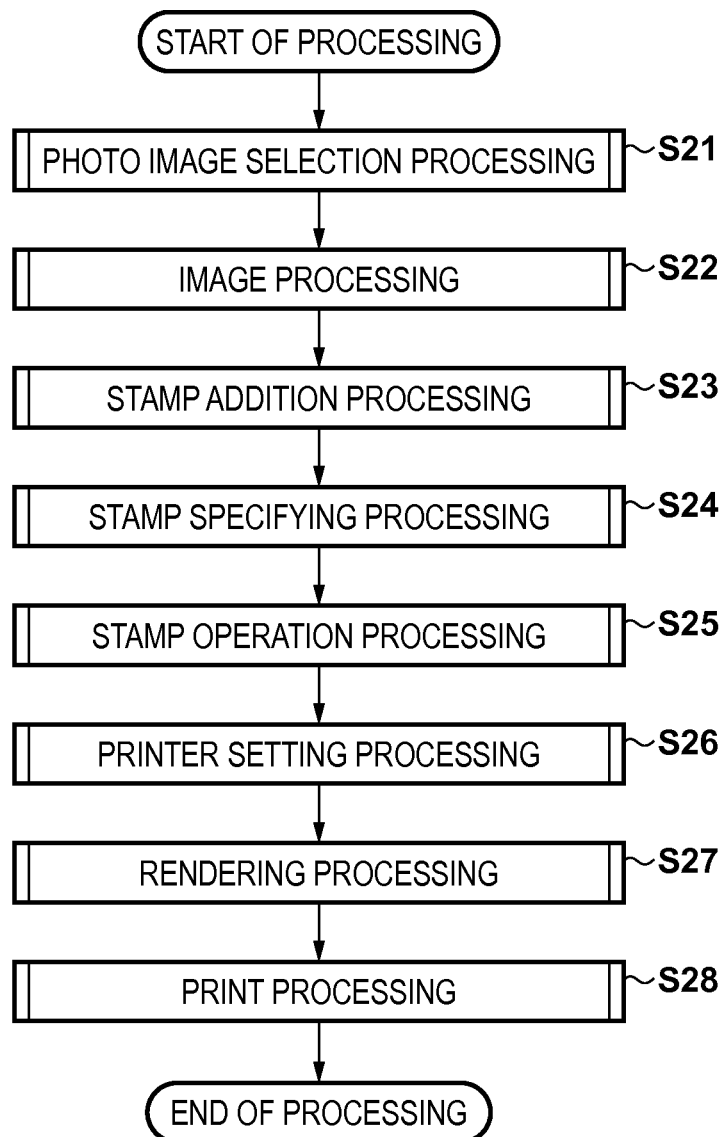 START OF PROCESSING
PHOTO IMAGE SELECTION PROCESSING
S21
IMAGE PROCESSING
S22
STAMP ADDITION PROCESSING
S23
STAMP SPECIFYING PROCESSING
S24
STAMP OPERATION PROCESSING
S25
PRINTER SETTING PROCESSING
S26
RENDERING PROCESSING
S27
PRINT PROCESSING
S28
END OF PROCESSING